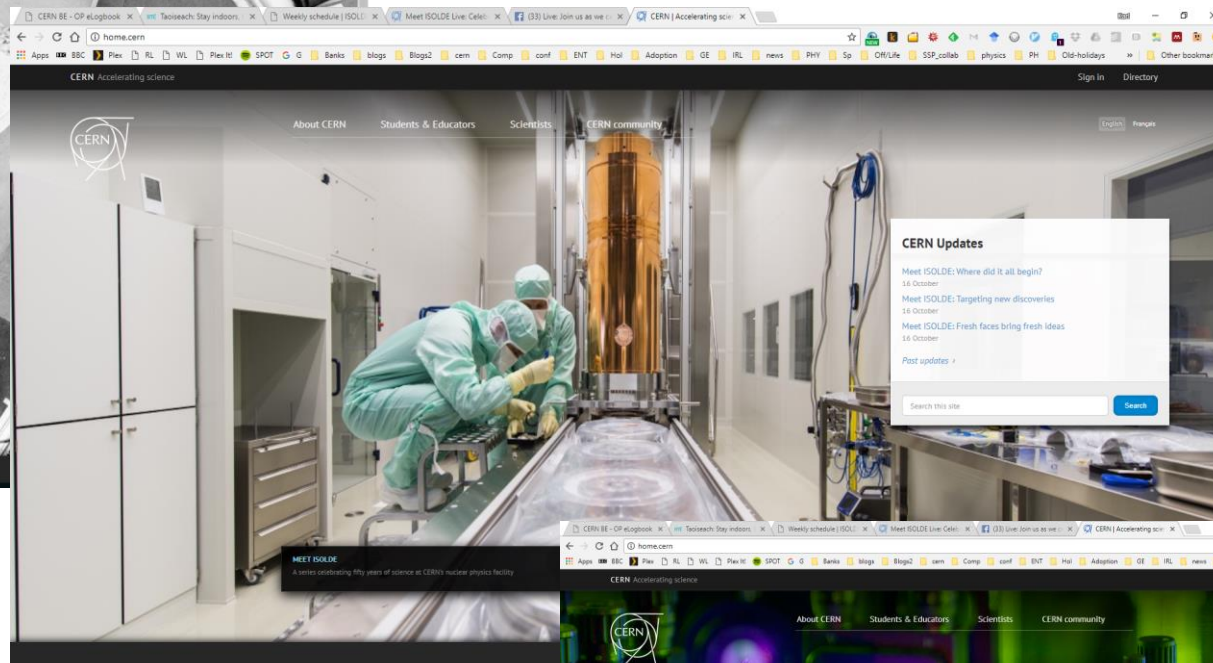 CERN BE - OP eLogbook
Taoiseach: Stay indoors,
Weekly schedule | ISOL
Meet ISOLDE Live: Celeb
(33) Live: Join us as we c
CERN | Accelerating scie
home.cern
Apps BBC Plex RL WL Plex It! SPOT G G Banks blogs Blogs2 cern Comp conf ENT Hol Adoption GE IRL news PHY Sp Off/Life SSP_collab physics PH Old-holidays » Other bookmar
CERN Accelerating science
Sign in Directory
CERN
About CERN Students & Educators Scientists CERN community
English Français
CERN Updates
Meet ISOLDE: Where did it all begin?
16 October
Meet ISOLDE: Targeting new discoveries
16 October
Meet ISOLDE: Fresh faces bring fresh ideas
16 October
Past updates ›
Search this site
Search
MEET ISOLDE
A series celebrating fifty years of science at CERN's nuclear physics facility
CERN BE - OP eLogbook
Taoiseach: Stay indoors,
Weekly schedule | ISOL
Meet ISOLDE Live: Celeb
(33) Live: Join us as we c
CERN | Accelerating scie
home.cern
Apps BBC Plex RL WL Plex It! SPOT G G Banks blogs Blogs2 cern Comp conf ENT Hol Adoption GE IRL news
CERN Accelerating science
CERN
About CERN Students & Educators Scientists CERN community